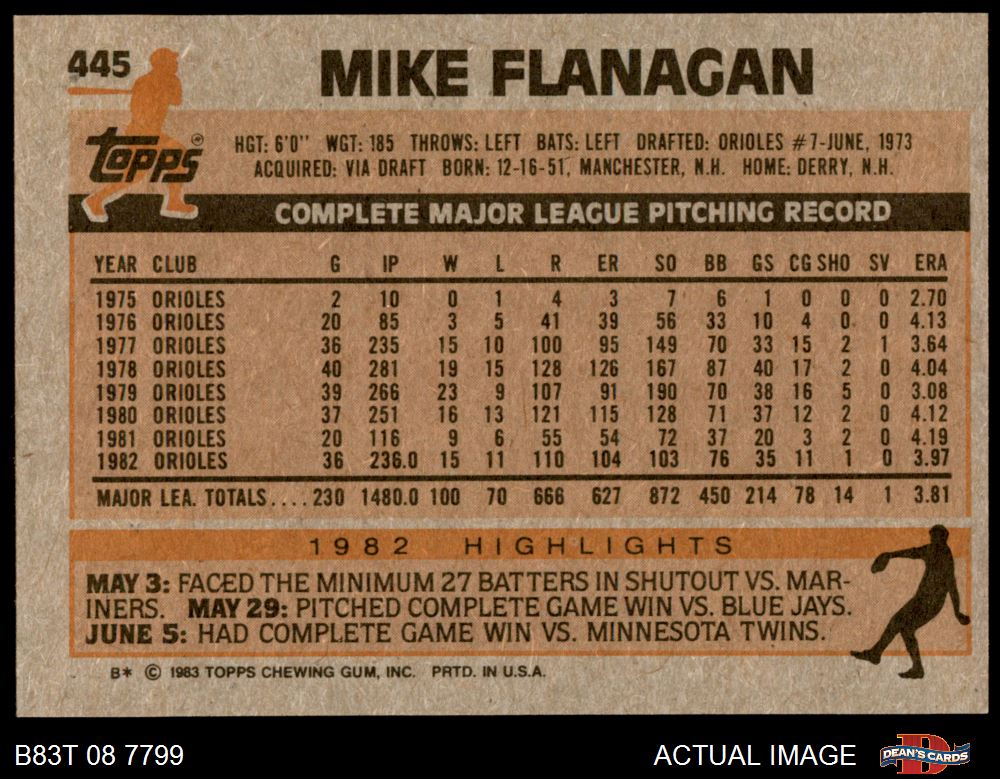 445
MIKE FLANAGAN
Topps®
HGT: 6'0" WGT: 185 THROWS: LEFT BATS: LEFT DRAFTED: ORIOLES #7-JUNE, 1973
ACQUIRED: VIA DRAFT BORN: 12-16-51, MANCHESTER, N.H. HOME: DERRY, N.H.
COMPLETE MAJOR LEAGUE PITCHING RECORD
YEAR CLUB G IP W L R ER SO BB GS CG SHO SV ERA
1975 ORIOLES 2 10 0 1 4 3 7 6 1 0 0 0 2.70
1976 ORIOLES 20 85 3 5 41 39 56 33 10 4 0 0 4.13
1977 ORIOLES 36 235 15 10 100 95 149 70 33 15 2 1 3.64
1978 ORIOLES 40 281 19 15 128 126 167 87 40 17 2 0 4.04
1979 ORIOLES 39 266 23 9 107 91 190 70 38 16 5 0 3.08
1980 ORIOLES 37 251 16 13 121 115 128 71 37 12 2 0 4.12
1981 ORIOLES 20 116 9 6 55 54 72 37 20 3 2 0 4.19
1982 ORIOLES 36 236.0 15 11 110 104 103 76 35 11 1 0 3.97
MAJOR LEA. TOTALS.... 230 1480.0 100 70 666 627 872 450 214 78 14 1 3.81
1982 HIGHLIGHTS
MAY 3: FACED THE MINIMUM 27 BATTERS IN SHUTOUT VS. MAR-
INERS. MAY 29: PITCHED COMPLETE GAME WIN VS. BLUE JAYS.
JUNE 5: HAD COMPLETE GAME WIN VS. MINNESOTA TWINS.
B* © 1983 TOPPS CHEWING GUM, INC. PRTD. IN U.S.A.
B83T 08 7799 ACTUAL IMAGE D DEAN'S CARDS